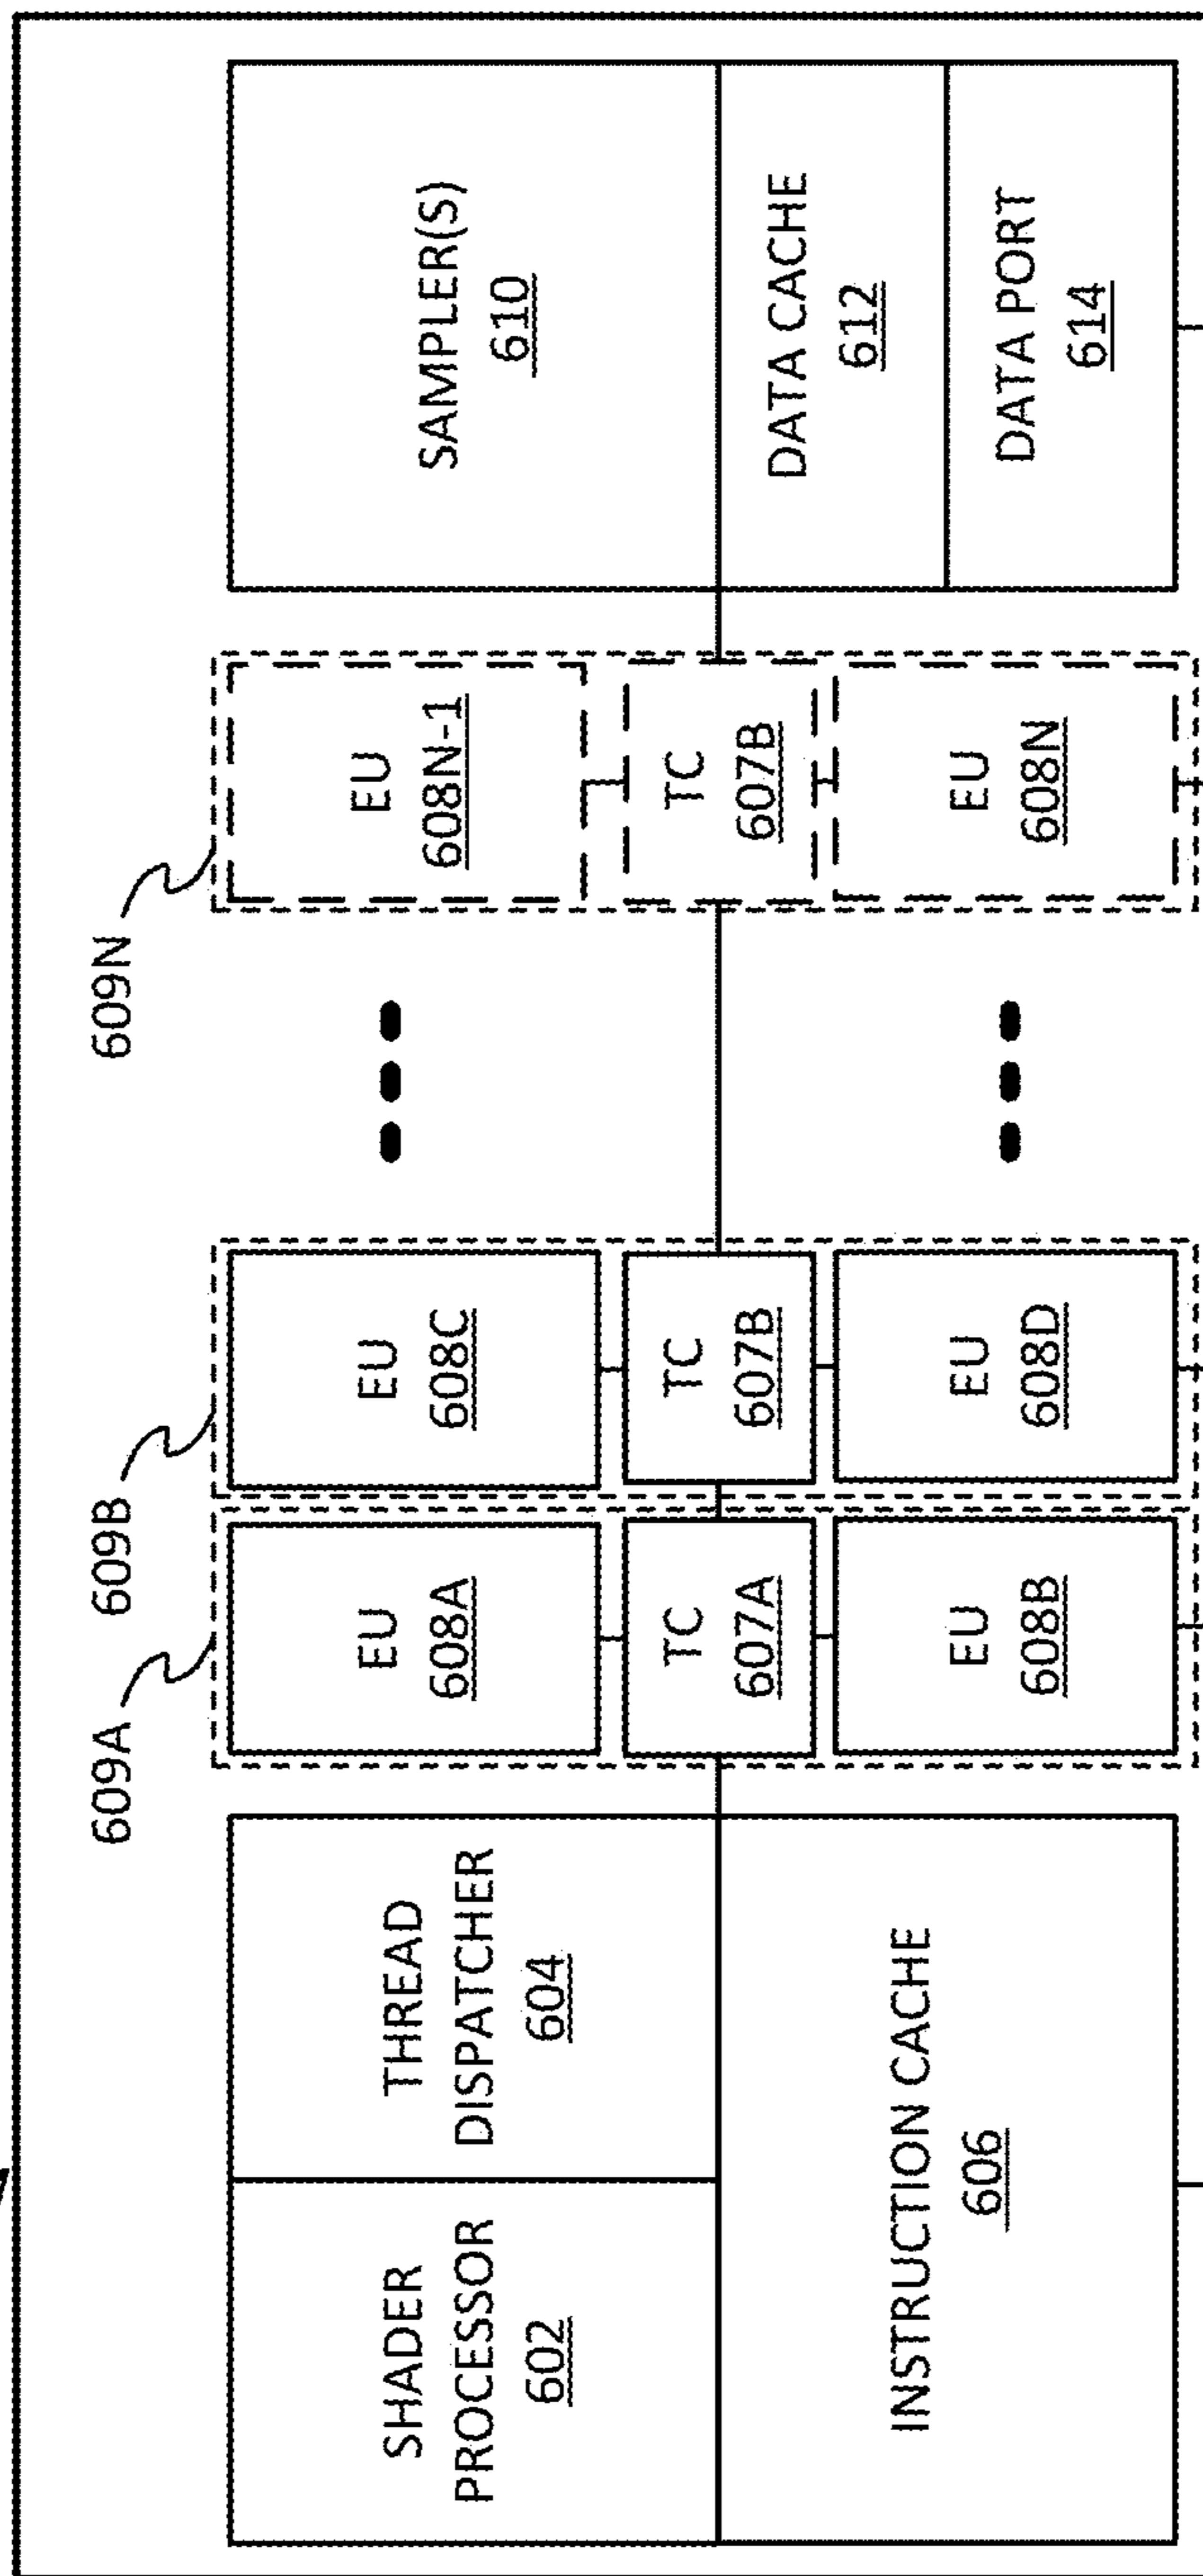 609A
609B
609N
SHADER
PROCESSOR
602
THREAD
DISPATCHER
604
INSTRUCTION CACHE
606
EU
608A
TC
607A
EU
608B
EU
608C
TC
607B
EU
608D
EU
608N-1
TC
607B
EU
608N
SAMPLER(S)
610
DATA CACHE
612
DATA PORT
614